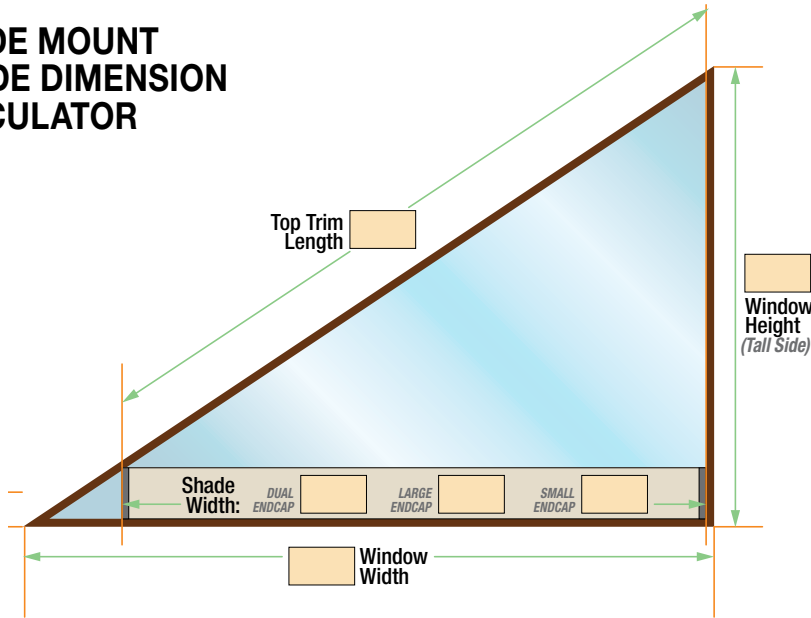 DE MOUNT
DE DIMENSION
CULATOR
Top Trim
Length
Window
Height
(Tall Side)
Shade
Width:
DUAL
ENDCAP
LARGE
ENDCAP
SMALL
ENDCAP
Window
Width